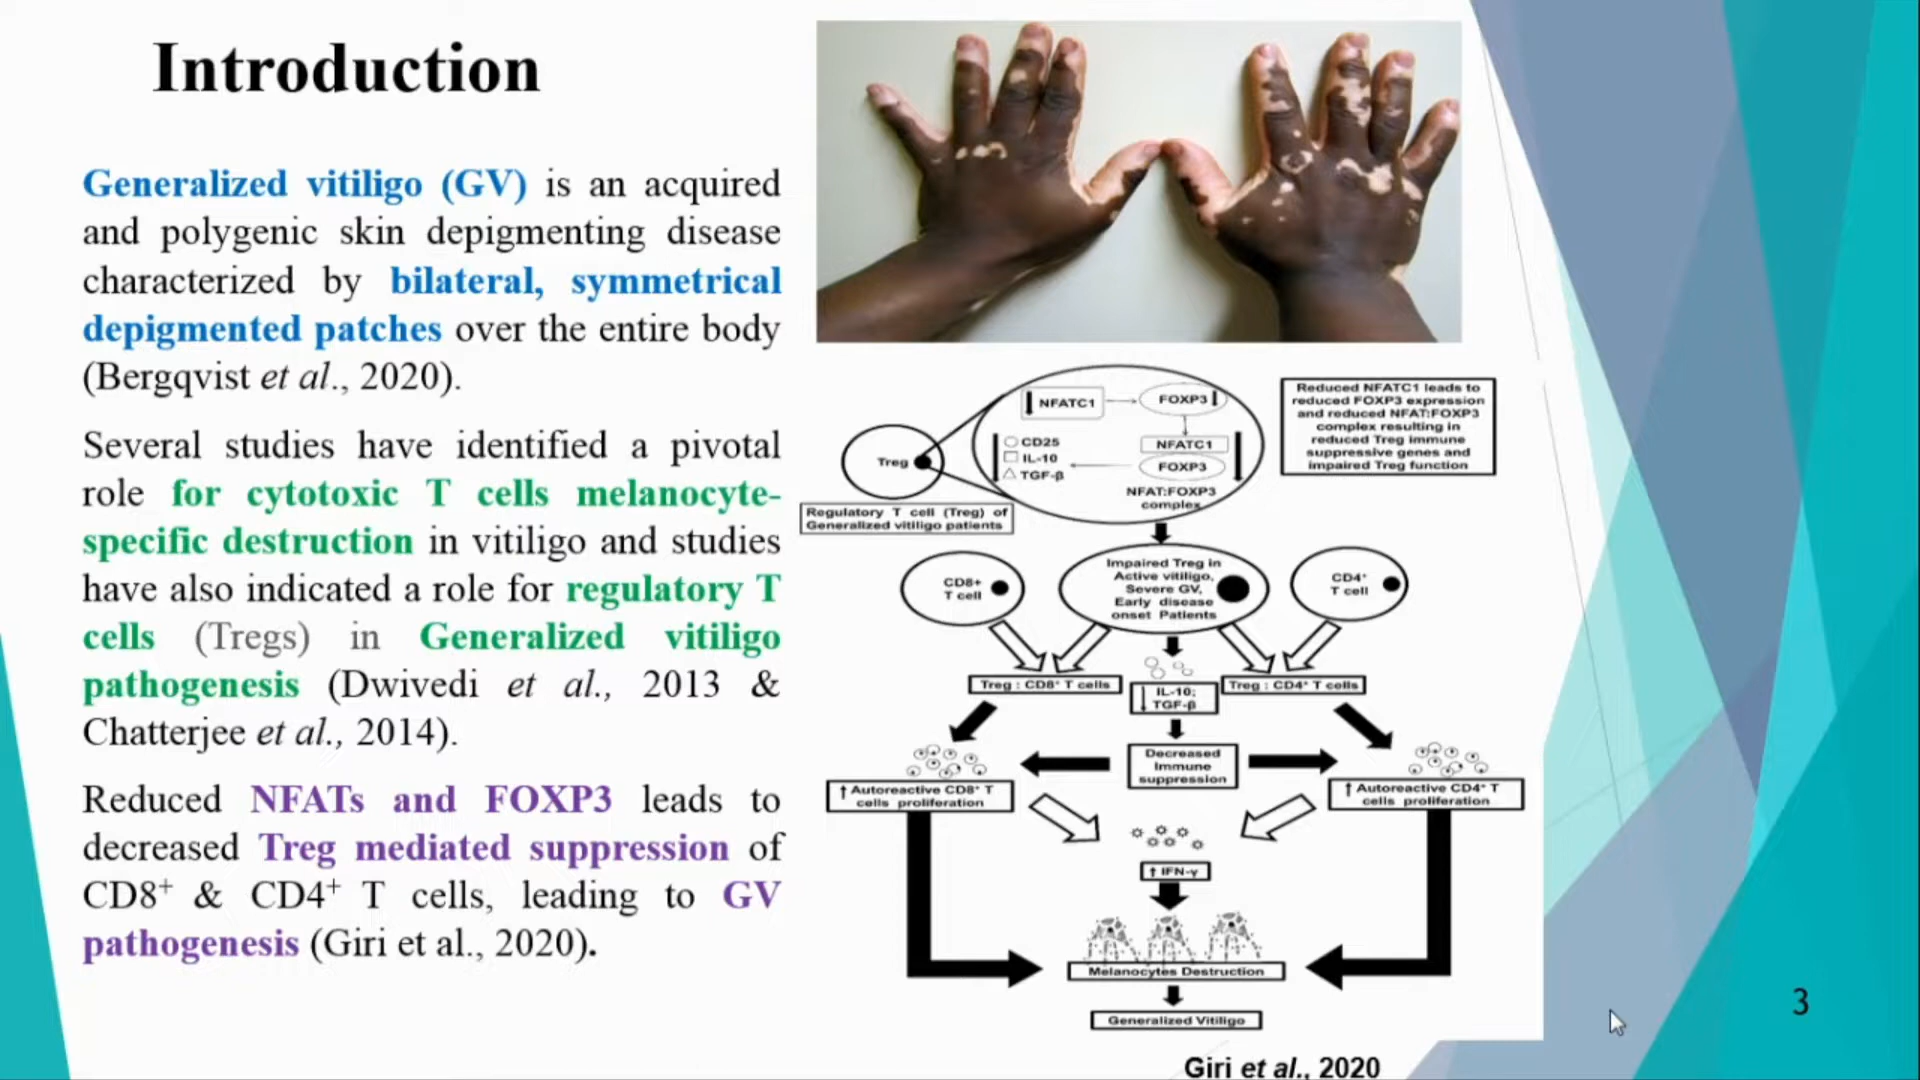 Introduction
Generalized vitiligo (GV) is an acquired
and polygenic skin depigmenting disease
characterized by bilateral, symmetrical
depigmented patches over the entire body
(Bergqvist et al., 2020).
Several studies have identified a pivotal
role for cytotoxic T cells melanocyte-
specific destruction in vitiligo and studies
have also indicated a role for regulatory T
cells (Tregs) in Generalized vitiligo
pathogenesis (Dwivedi et al., 2013 &
Chatterjee et al., 2014).
Reduced NFATs and FOXP3 leads to
decreased Treg mediated suppression of
CD8⁺ & CD4⁺ T cells, leading to GV
pathogenesis (Giri et al., 2020).
NFATC1
FOXP3
CD25
IL-10
TGF-β
NFATC1
FOXP3
NFAT:FOXP3
complex
Treg
Regulatory T cell (Treg) of
Generalized vitiligo patients
Reduced NFATC1 leads to
reduced FOXP3 expression
and reduced NFAT:FOXP3
complex resulting in
reduced Treg immune
suppressive genes and
impaired Treg function
CD8+
T cell
Impaired Treg in
Active vitiligo,
Severe GV,
Early disease
onset Patients
CD4⁺
T cell
Treg : CD8⁺ T cells
↓ IL-10;
TGF-β
Treg : CD4⁺ T cells
Decreased
Immune
suppression
↑ Autoreactive CD8⁺ T
cells proliferation
↑ Autoreactive CD4⁺ T
cells proliferation
↑ IFN-γ
Melanocytes Destruction
Generalized Vitiligo
Giri et al., 2020
3